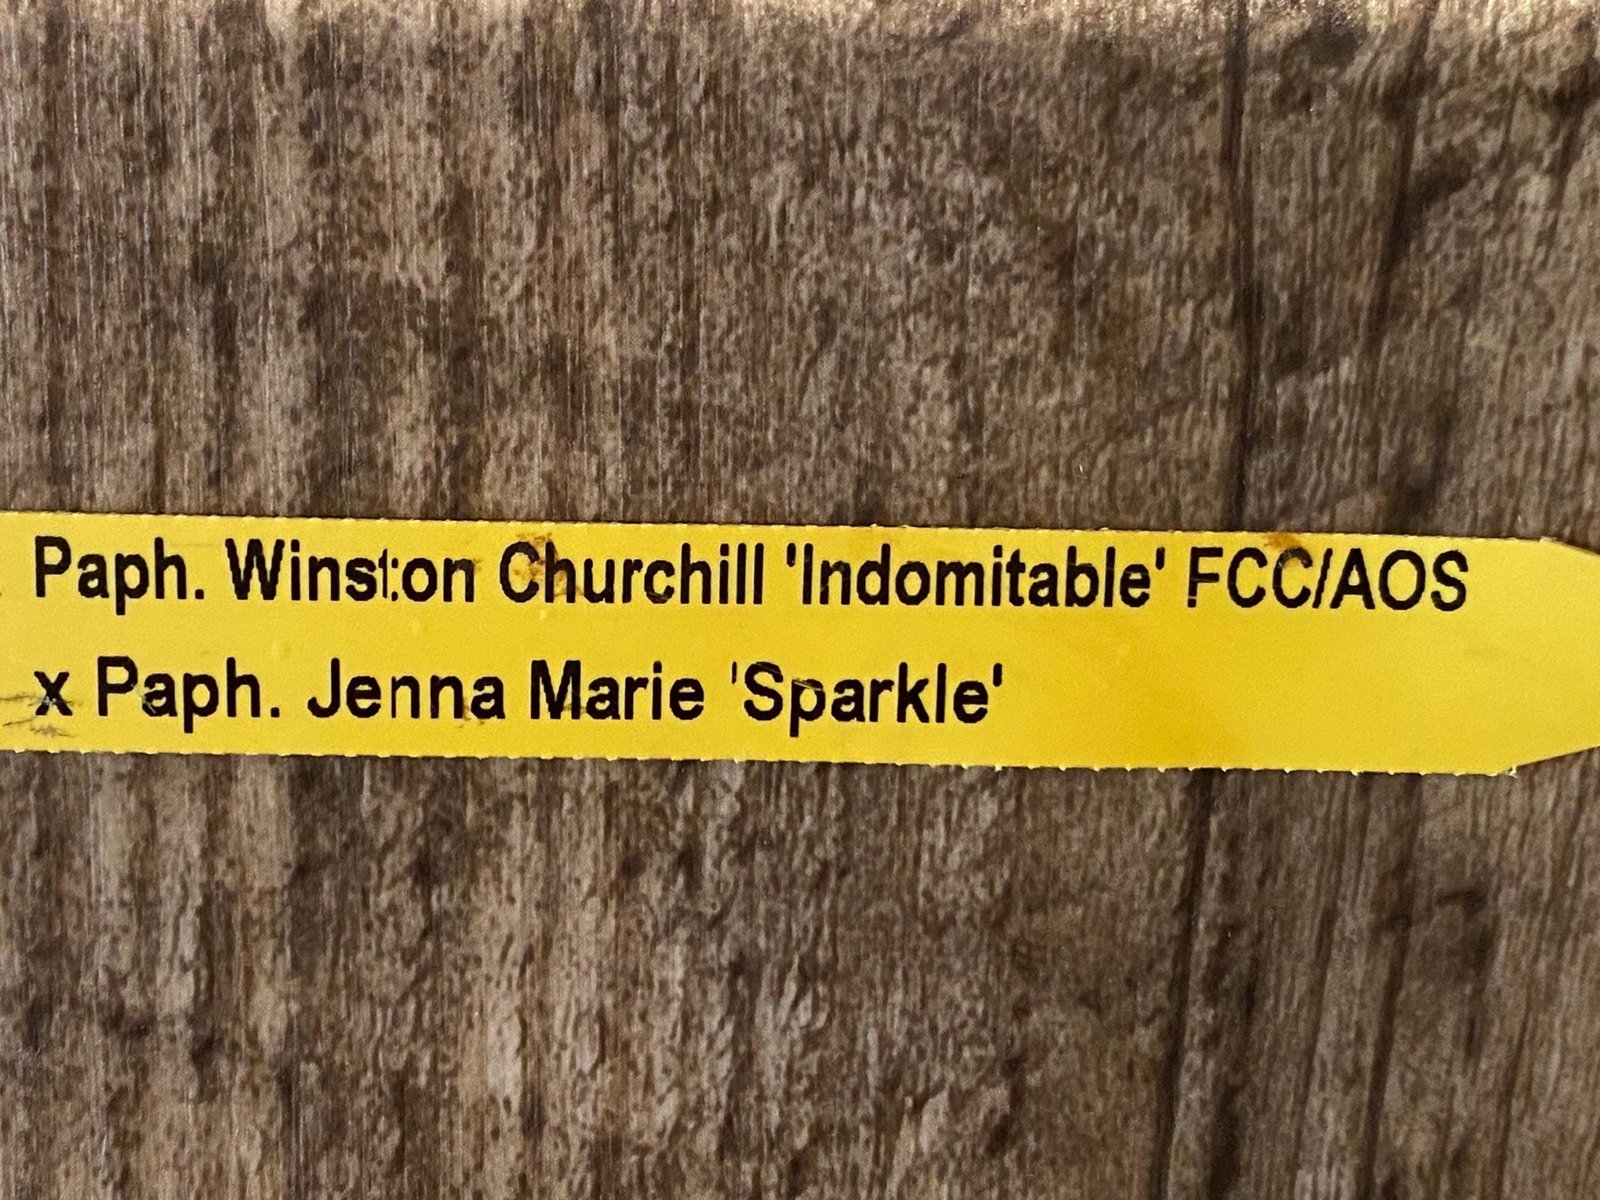 Paph. Winston Churchill 'Indomitable' FCC/AOS
x Paph. Jenna Marie 'Sparkle'